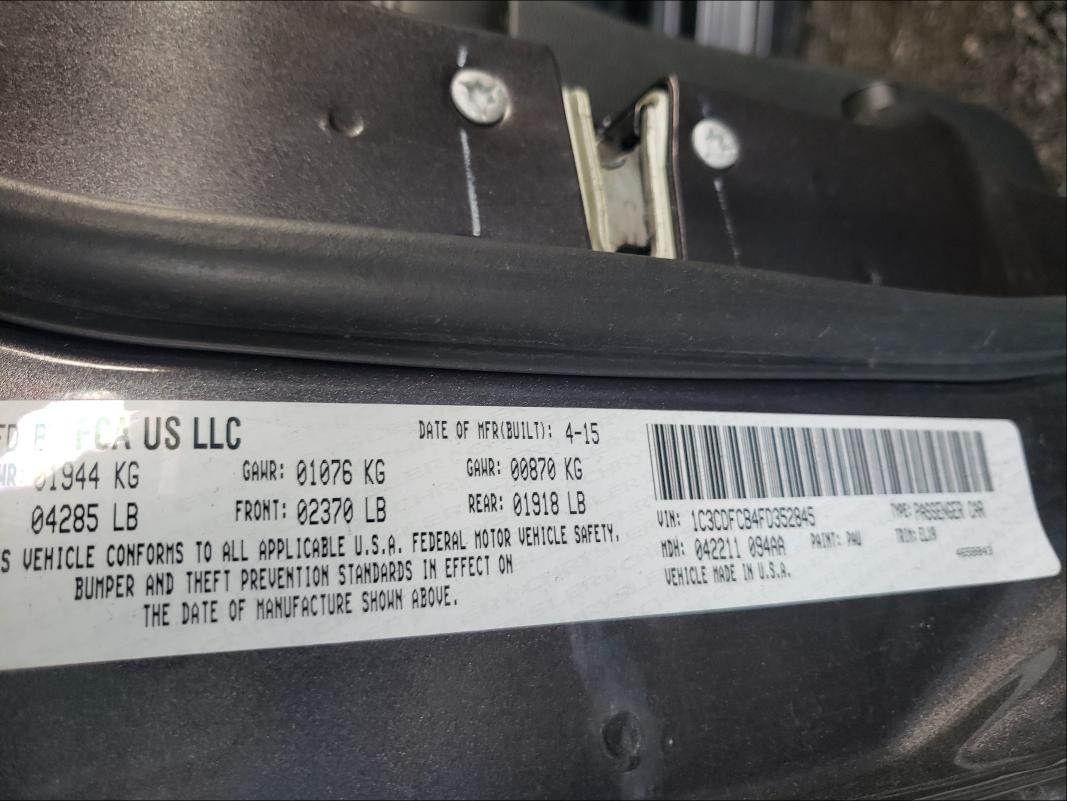 FCA US LLC DATE OF MFR(BUILT): 4-15
01944 KG GAWR: 01076 KG GAWR: 00870 KG
04285 LB FRONT: 02370 LB REAR: 01918 LB
S VEHICLE CONFORMS TO ALL APPLICABLE U.S.A. FEDERAL MOTOR VEHICLE SAFETY,
BUMPER AND THEFT PREVENTION STANDARDS IN EFFECT ON
THE DATE OF MANUFACTURE SHOWN ABOVE.
VIN: 1C3CDFCB4FD352845 TYPE: PASSENGER CAR
MDH: 042211 094AA PAINT: PAU TRIM:
VEHICLE MADE IN U.S.A.